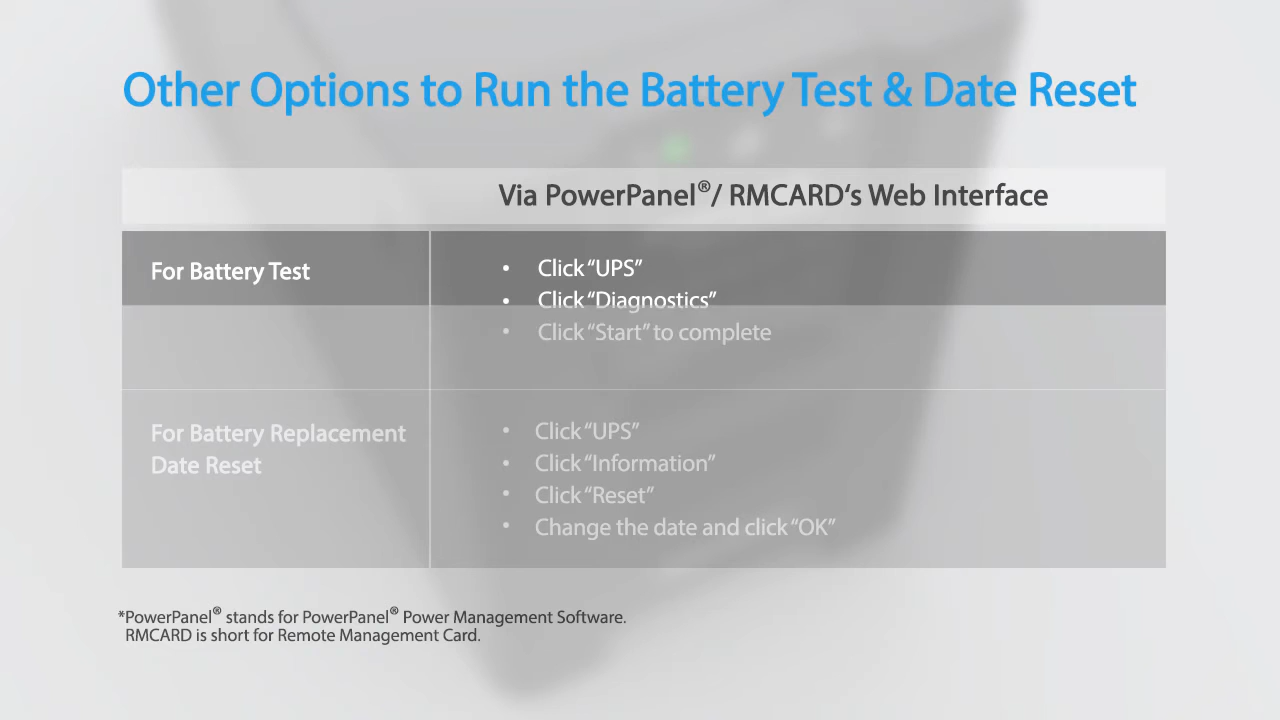 Other Options to Run the Battery Test & Date Reset
Via PowerPanel®/ RMCARD‘s Web Interface
For Battery Test
• Click “UPS”
• Click “Diagnostics”
• Click “Start” to complete
For Battery Replacement
Date Reset
• Click “UPS”
• Click “Information”
• Click “Reset”
• Change the date and click “OK”
*PowerPanel® stands for PowerPanel® Power Management Software.
RMCARD is short for Remote Management Card.